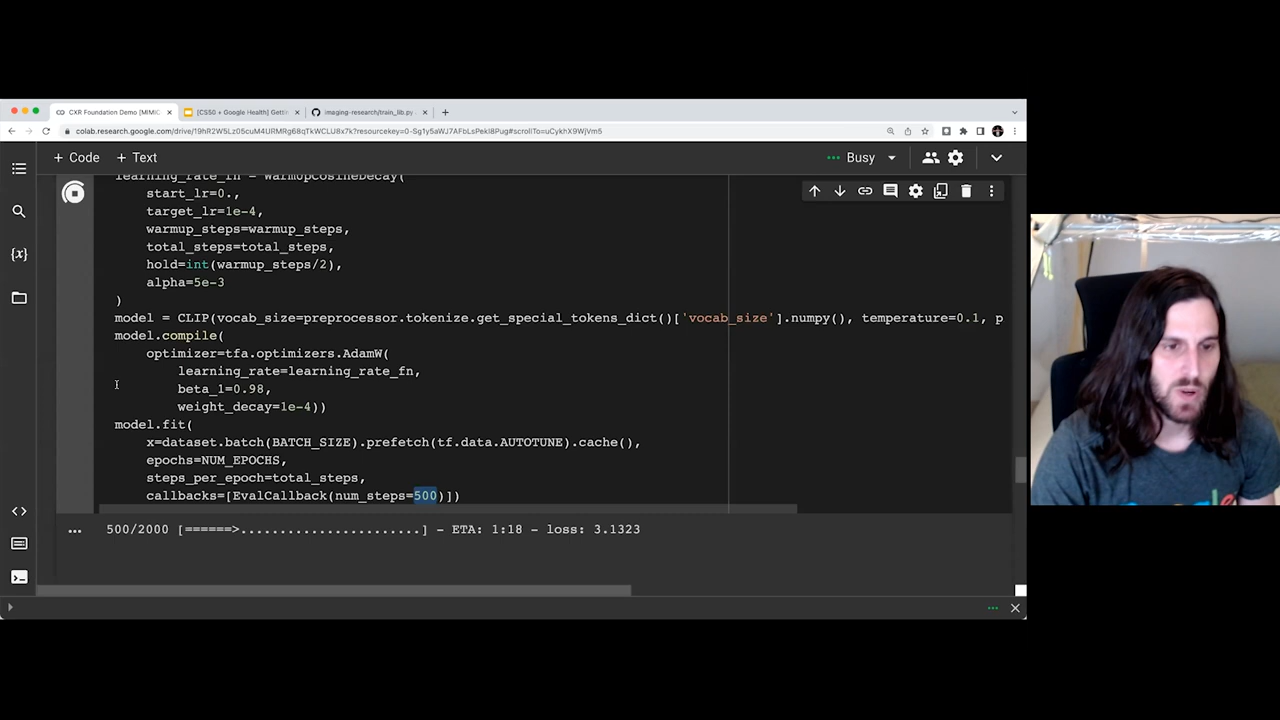 CXR Foundation Demo [MIMIC
[CS50 + Google Health] Getti
imaging-research/train_lib.py
colab.research.google.com/drive/19hR2W5Lz05cuM4URMRg68qTkWCLU8x7k?resourcekey=0-Sg1y5aWJ7AFbLsPekl8Pug#scrollTo=uCykhX9WjVm5
+ Code + Text
Busy
learning_rate_fn = WarmUpCosineDecay(
start_lr=0.,
target_lr=1e-4,
warmup_steps=warmup_steps,
total_steps=total_steps,
hold=int(warmup_steps/2),
alpha=5e-3
)
model = CLIP(vocab_size=preprocessor.tokenize.get_special_tokens_dict()['vocab_size'].numpy(), temperature=0.1, p
model.compile(
optimizer=tfa.optimizers.AdamW(
learning_rate=learning_rate_fn,
beta_1=0.98,
weight_decay=1e-4))
model.fit(
x=dataset.batch(BATCH_SIZE).prefetch(tf.data.AUTOTUNE).cache(),
epochs=NUM_EPOCHS,
steps_per_epoch=total_steps,
callbacks=[EvalCallback(num_steps=500)])
500/2000 [======>.......................] - ETA: 1:18 - loss: 3.1323